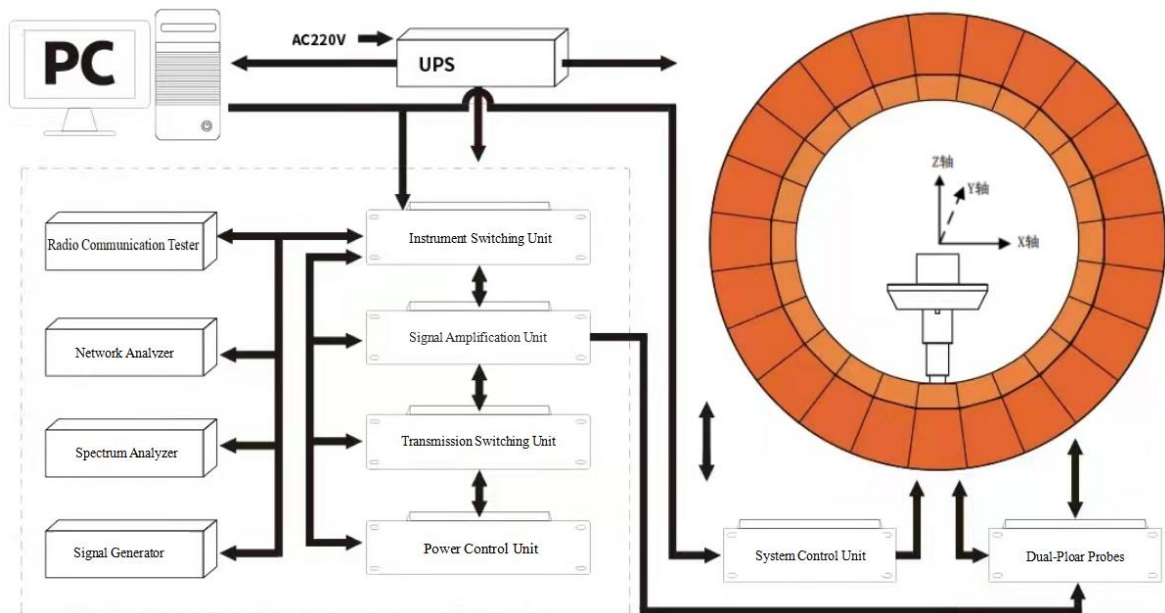 PC
AC220V
UPS
Z轴
Y轴
X轴
Radio Communication Tester
Instrument Switching Unit
Network Analyzer
Signal Amplification Unit
Spectrum Analyzer
Transmission Switching Unit
Signal Generator
Power Control Unit
System Control Unit
Dual-Ploar Probes